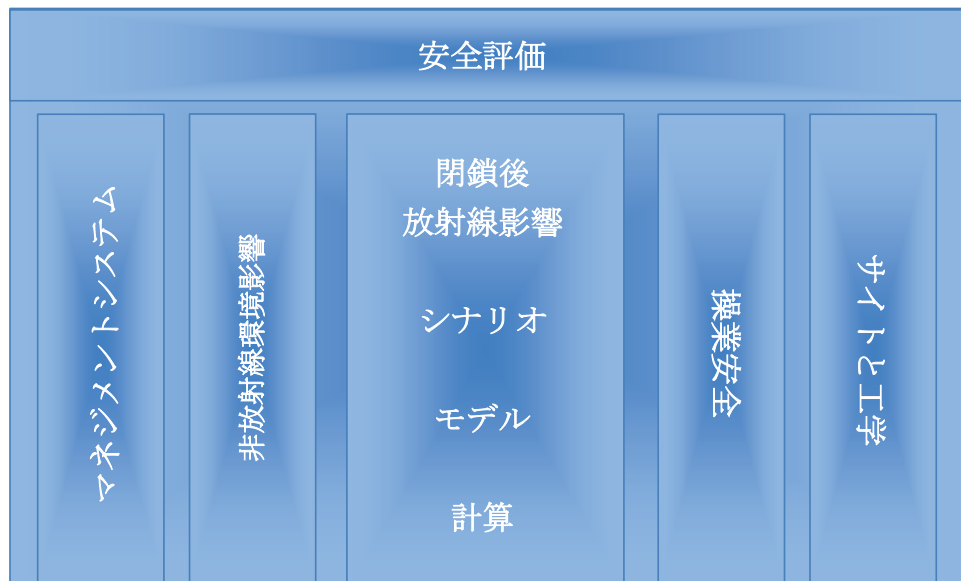 安全評価
マネジメントシステム
非放射線環境影響
閉鎖後
放射線影響
シナリオ
モデル
計算
操業安全
サイトと工学